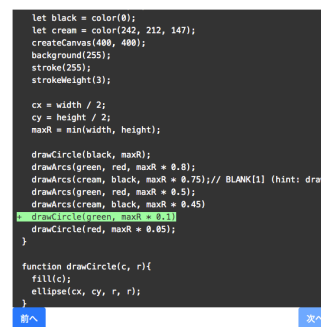 let black = color(0);
let cream = color(242, 212, 147);
createCanvas(400, 400);
background(255);
stroke(255);
strokeWeight(3);
cx = width / 2;
cy = height / 2;
maxR = min(width, height);
drawCircle(black, maxR);
drawArcs(green, red, maxR * 0.8);
drawArcs(cream, black, maxR * 0.75);// BLANK[1] (hint: dra
drawArcs(green, red, maxR * 0.5);
drawArcs(cream, black, maxR * 0.45)
+ drawCircle(green, maxR * 0.1)
drawCircle(red, maxR * 0.05);
}
function drawCircle(c, r){
fill(c);
ellipse(cx, cy, r, r);
}
前へ
次へ